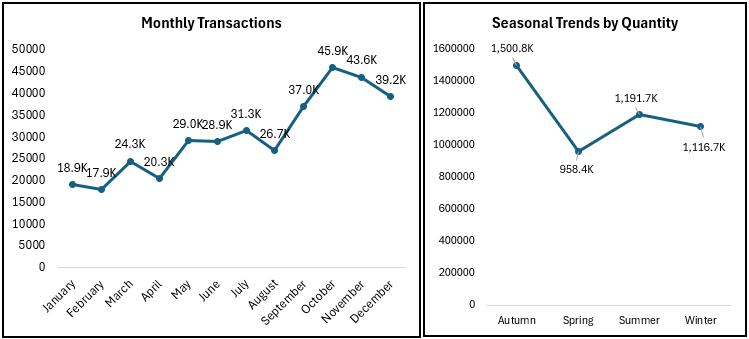 Monthly Transactions
50000
45000
40000
35000
30000
25000
20000
15000
10000
5000
0
18.9K
17.9K
24.3K
20.3K
29.0K
28.9K
31.3K
26.7K
37.0K
45.9K
43.6K
39.2K
January
February
March
April
May
June
July
August
September
October
November
December
Seasonal Trends by Quantity
1600000
1400000
1200000
1000000
800000
600000
400000
200000
0
1,500.8K
958.4K
1,191.7K
1,116.7K
Autumn
Spring
Summer
Winter